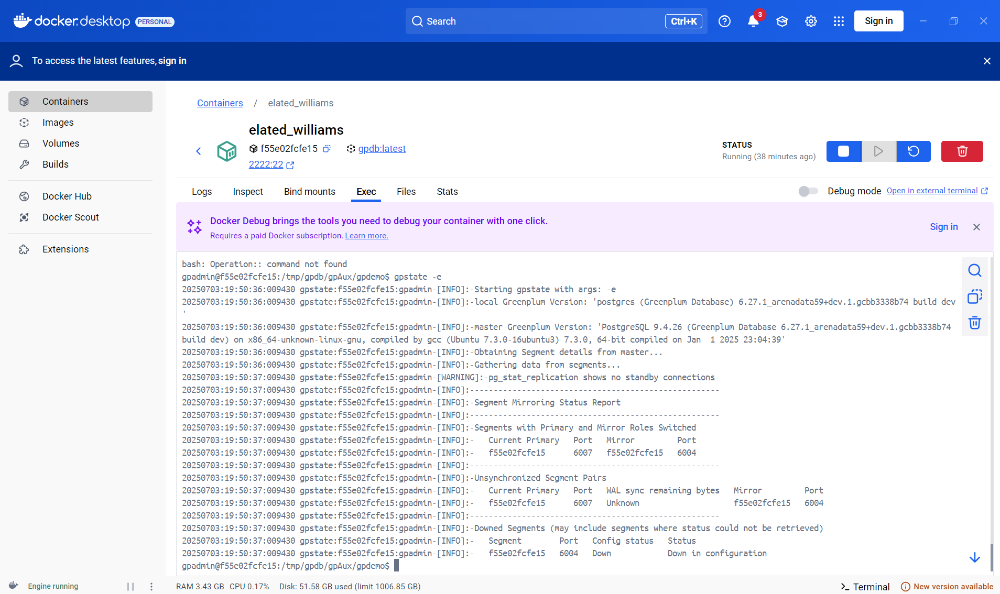 docker.desktop PERSONAL
Search Ctrl+K
3
Sign in
To access the latest features, sign in
Containers
Images
Volumes
Builds
Docker Hub
Docker Scout
Extensions
Containers / elated_williams
elated_williams
f55e02fcfe15 gpdb:latest
2222:22
STATUS
Running (38 minutes ago)
Logs Inspect Bind mounts Exec Files Stats
Debug mode Open in external terminal
Docker Debug brings the tools you need to debug your container with one click.
Requires a paid Docker subscription. Learn more.
Sign in
bash: Operation:: command not found
gpadmin@f55e02fcfe15:/tmp/gpdb/gpAux/gpdemo$ gpstate -e
20250703:19:50:36:009430 gpstate:f55e02fcfe15:gpadmin-[INFO]:-Starting gpstate with args: -e
20250703:19:50:36:009430 gpstate:f55e02fcfe15:gpadmin-[INFO]:-local Greenplum Version: 'postgres (Greenplum Database) 6.27.1_arenadata59+dev.1.gcbb3338b74 build dev
'
20250703:19:50:36:009430 gpstate:f55e02fcfe15:gpadmin-[INFO]:-master Greenplum Version: 'PostgreSQL 9.4.26 (Greenplum Database 6.27.1_arenadata59+dev.1.gcbb3338b74
build dev) on x86_64-unknown-linux-gnu, compiled by gcc (Ubuntu 7.3.0-16ubuntu3) 7.3.0, 64-bit compiled on Jan  1 2025 23:04:39'
20250703:19:50:36:009430 gpstate:f55e02fcfe15:gpadmin-[INFO]:-Obtaining Segment details from master...
20250703:19:50:36:009430 gpstate:f55e02fcfe15:gpadmin-[INFO]:-Gathering data from segments...
20250703:19:50:37:009430 gpstate:f55e02fcfe15:gpadmin-[WARNING]:-pg_stat_replication shows no standby connections
20250703:19:50:37:009430 gpstate:f55e02fcfe15:gpadmin-[INFO]:-----------------------------------------------------
20250703:19:50:37:009430 gpstate:f55e02fcfe15:gpadmin-[INFO]:-Segment Mirroring Status Report
20250703:19:50:37:009430 gpstate:f55e02fcfe15:gpadmin-[INFO]:-----------------------------------------------------
20250703:19:50:37:009430 gpstate:f55e02fcfe15:gpadmin-[INFO]:-Segments with Primary and Mirror Roles Switched
20250703:19:50:37:009430 gpstate:f55e02fcfe15:gpadmin-[INFO]:-   Current Primary   Port   Mirror         Port
20250703:19:50:37:009430 gpstate:f55e02fcfe15:gpadmin-[INFO]:-   f55e02fcfe15      6007   f55e02fcfe15   6004
20250703:19:50:37:009430 gpstate:f55e02fcfe15:gpadmin-[INFO]:-----------------------------------------------------
20250703:19:50:37:009430 gpstate:f55e02fcfe15:gpadmin-[INFO]:-Unsynchronized Segment Pairs
20250703:19:50:37:009430 gpstate:f55e02fcfe15:gpadmin-[INFO]:-   Current Primary   Port   WAL sync remaining bytes   Mirror         Port
20250703:19:50:37:009430 gpstate:f55e02fcfe15:gpadmin-[INFO]:-   f55e02fcfe15      6007   Unknown                    f55e02fcfe15   6004
20250703:19:50:37:009430 gpstate:f55e02fcfe15:gpadmin-[INFO]:-----------------------------------------------------
20250703:19:50:37:009430 gpstate:f55e02fcfe15:gpadmin-[INFO]:-Downed Segments (may include segments where status could not be retrieved)
20250703:19:50:37:009430 gpstate:f55e02fcfe15:gpadmin-[INFO]:-   Segment        Port   Config status   Status
20250703:19:50:37:009430 gpstate:f55e02fcfe15:gpadmin-[INFO]:-   f55e02fcfe15   6004   Down            Down in configuration
gpadmin@f55e02fcfe15:/tmp/gpdb/gpAux/gpdemo$
Engine running
RAM 3.43 GB CPU 0.17% Disk: 51.58 GB used (limit 1006.85 GB)
Terminal
New version available